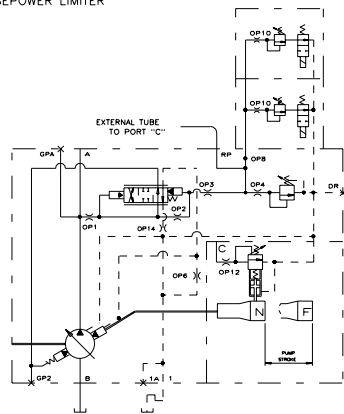 SEPOWER LIMITER
OP10
OP10
EXTERNAL TUBE
TO PORT "C"
GPA
A
RP
OP8
OP3
OP4
DR
OP1
OP2
OP14
C
OP12
OP6
N
F
PUMP
STROKE
GP2
B
1A
1